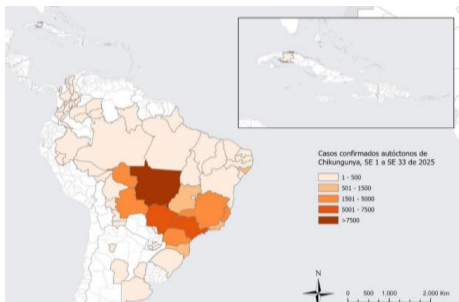 Casos confirmados autóctonos de
Chikungunya, SE 1 a SE 33 de 2025
1 - 500
501 - 1500
1501 - 5000
5001 - 7500
>7500
N
0 500 1.000 2.000 Km